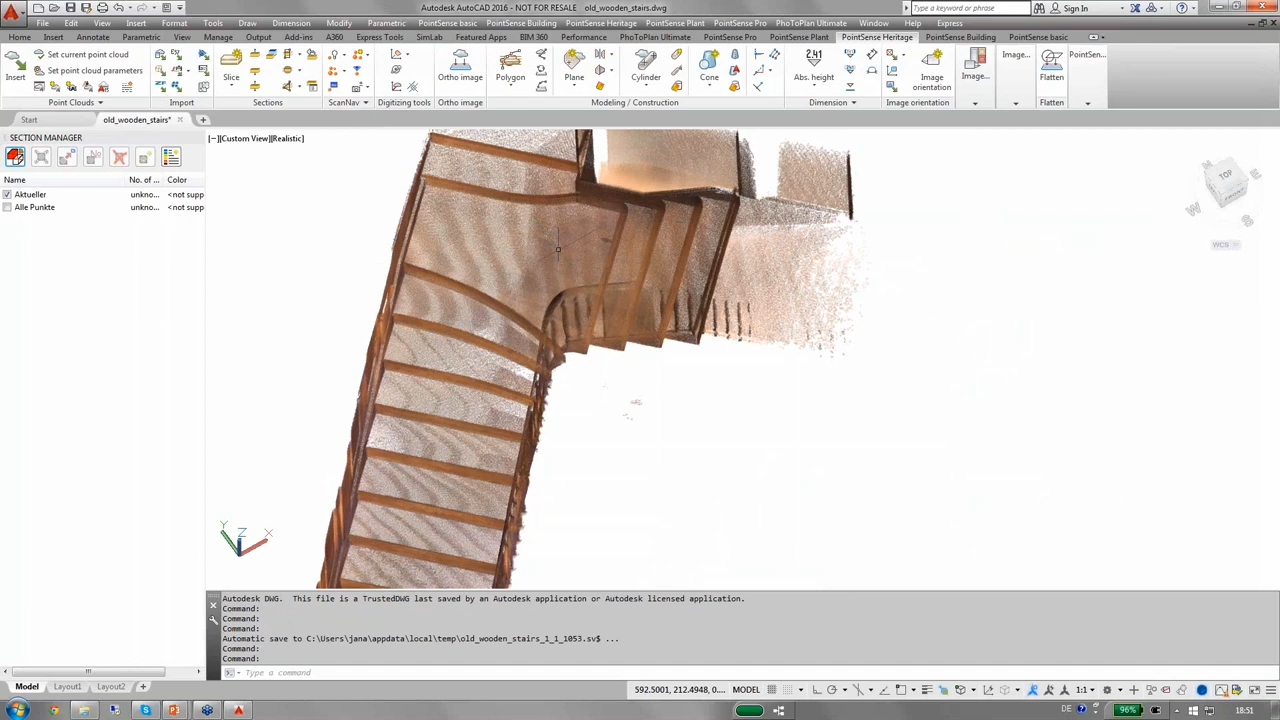 Autodesk AutoCAD 2016 - NOT FOR RESALE old_wooden_stairs.dwg
Type a keyword or phrase
Sign In
File Edit View Insert Format Tools Draw Dimension Modify Parametric PointSense basic PointSense Building PointSense Heritage PointSense Plant PointSense Pro PhoToPlan Ultimate Window Help Express
Home Insert Annotate Parametric View Manage Output Add-ins A360 Express Tools SimLab Featured Apps BIM 360 Performance PhoToPlan Ultimate PointSense Pro PointSense Plant PointSense Heritage PointSense Building PointSense basic
Insert
Set current point cloud
Set point cloud parameters
Slice
Ortho image
Polygon
Plane
Cylinder
Cone
2.41
Abs. height
Image orientation
Image...
Image...
Flatten
PointSen...
Point Clouds
Import
Sections
ScanNav
Digitizing tools
Ortho image
Modeling / Construction
Dimension
Image orientation
Flatten
Start
old_wooden_stairs*
SECTION MANAGER
[−][Custom View][Realistic]
Name No. of ... Color
Aktueller unkno... <not supp
Alle Punkte unkno... <not supp
TOP
W
S
E
WCS
Y
Z
X
Autodesk DWG. This file is a TrustedDWG last saved by an Autodesk application or Autodesk licensed application.
Command:
Command:
Command:
Automatic save to C:\Users\jana\appdata\local\temp\old_wooden_stairs_1_1_1053.sv$ ...
Command:
Command:
Type a command
Model Layout1 Layout2
592.5001, 212.4948, 0.... MODEL
1:1
DE
96%
18:51